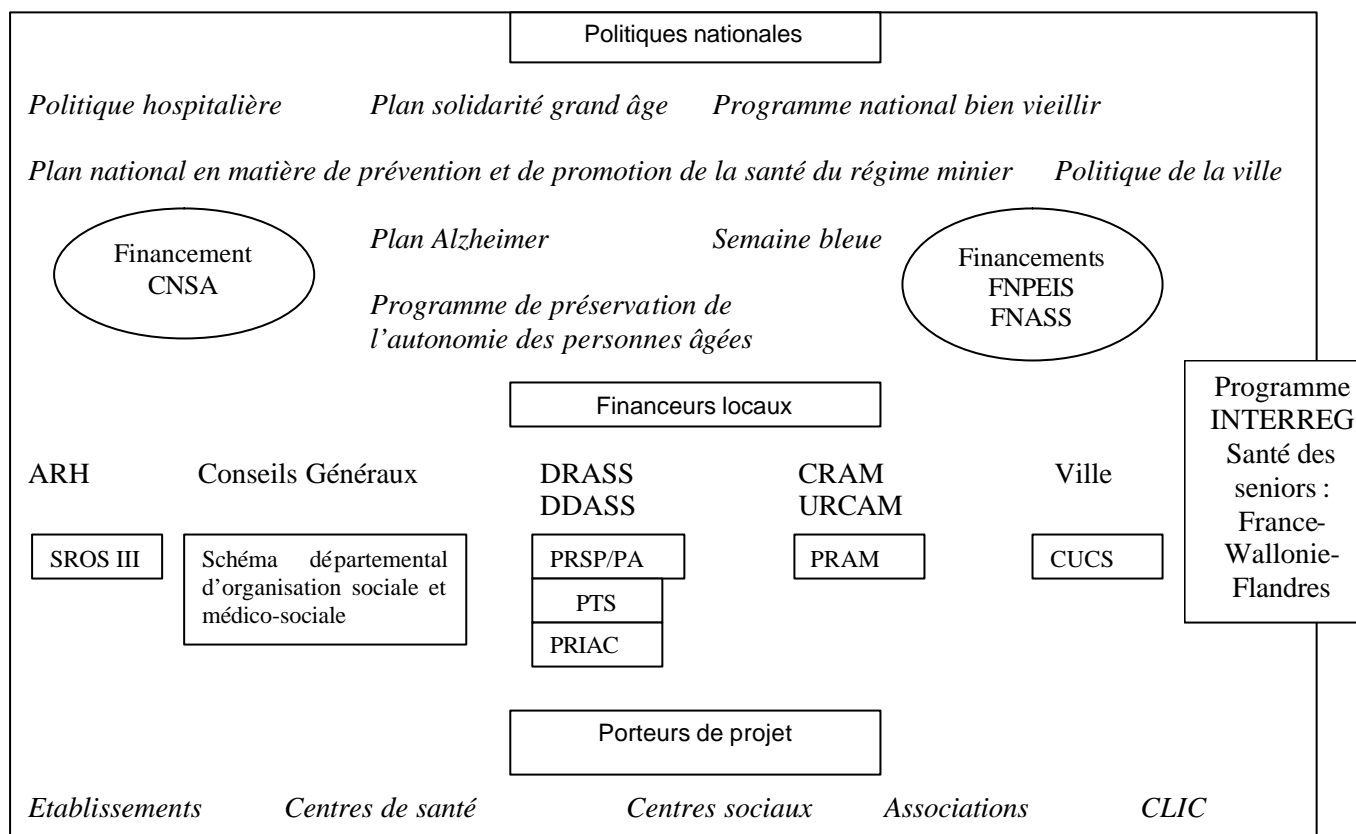 Politiques nationales
Politique hospitalière
Plan solidarité grand âge
Programme national bien vieillir
Plan national en matière de prévention et de promotion de la santé du régime minier
Politique de la ville
Financement
CNSA
Plan Alzheimer
Semaine bleue
Financements
FNPEIS
FNASS
Programme de préservation de
l’autonomie des personnes âgées
Financeurs locaux
Programme
INTERREG
Santé des
seniors :
France-
Wallonie-
Flandres
ARH
Conseils Généraux
DRASS
DDASS
CRAM
URCAM
Ville
SROS III
Schéma départemental
d’organisation sociale et
médico-sociale
PRSP/PA
PTS
PRIAC
PRAM
CUCS
Porteurs de projet
Etablissements
Centres de santé
Centres sociaux
Associations
CLIC